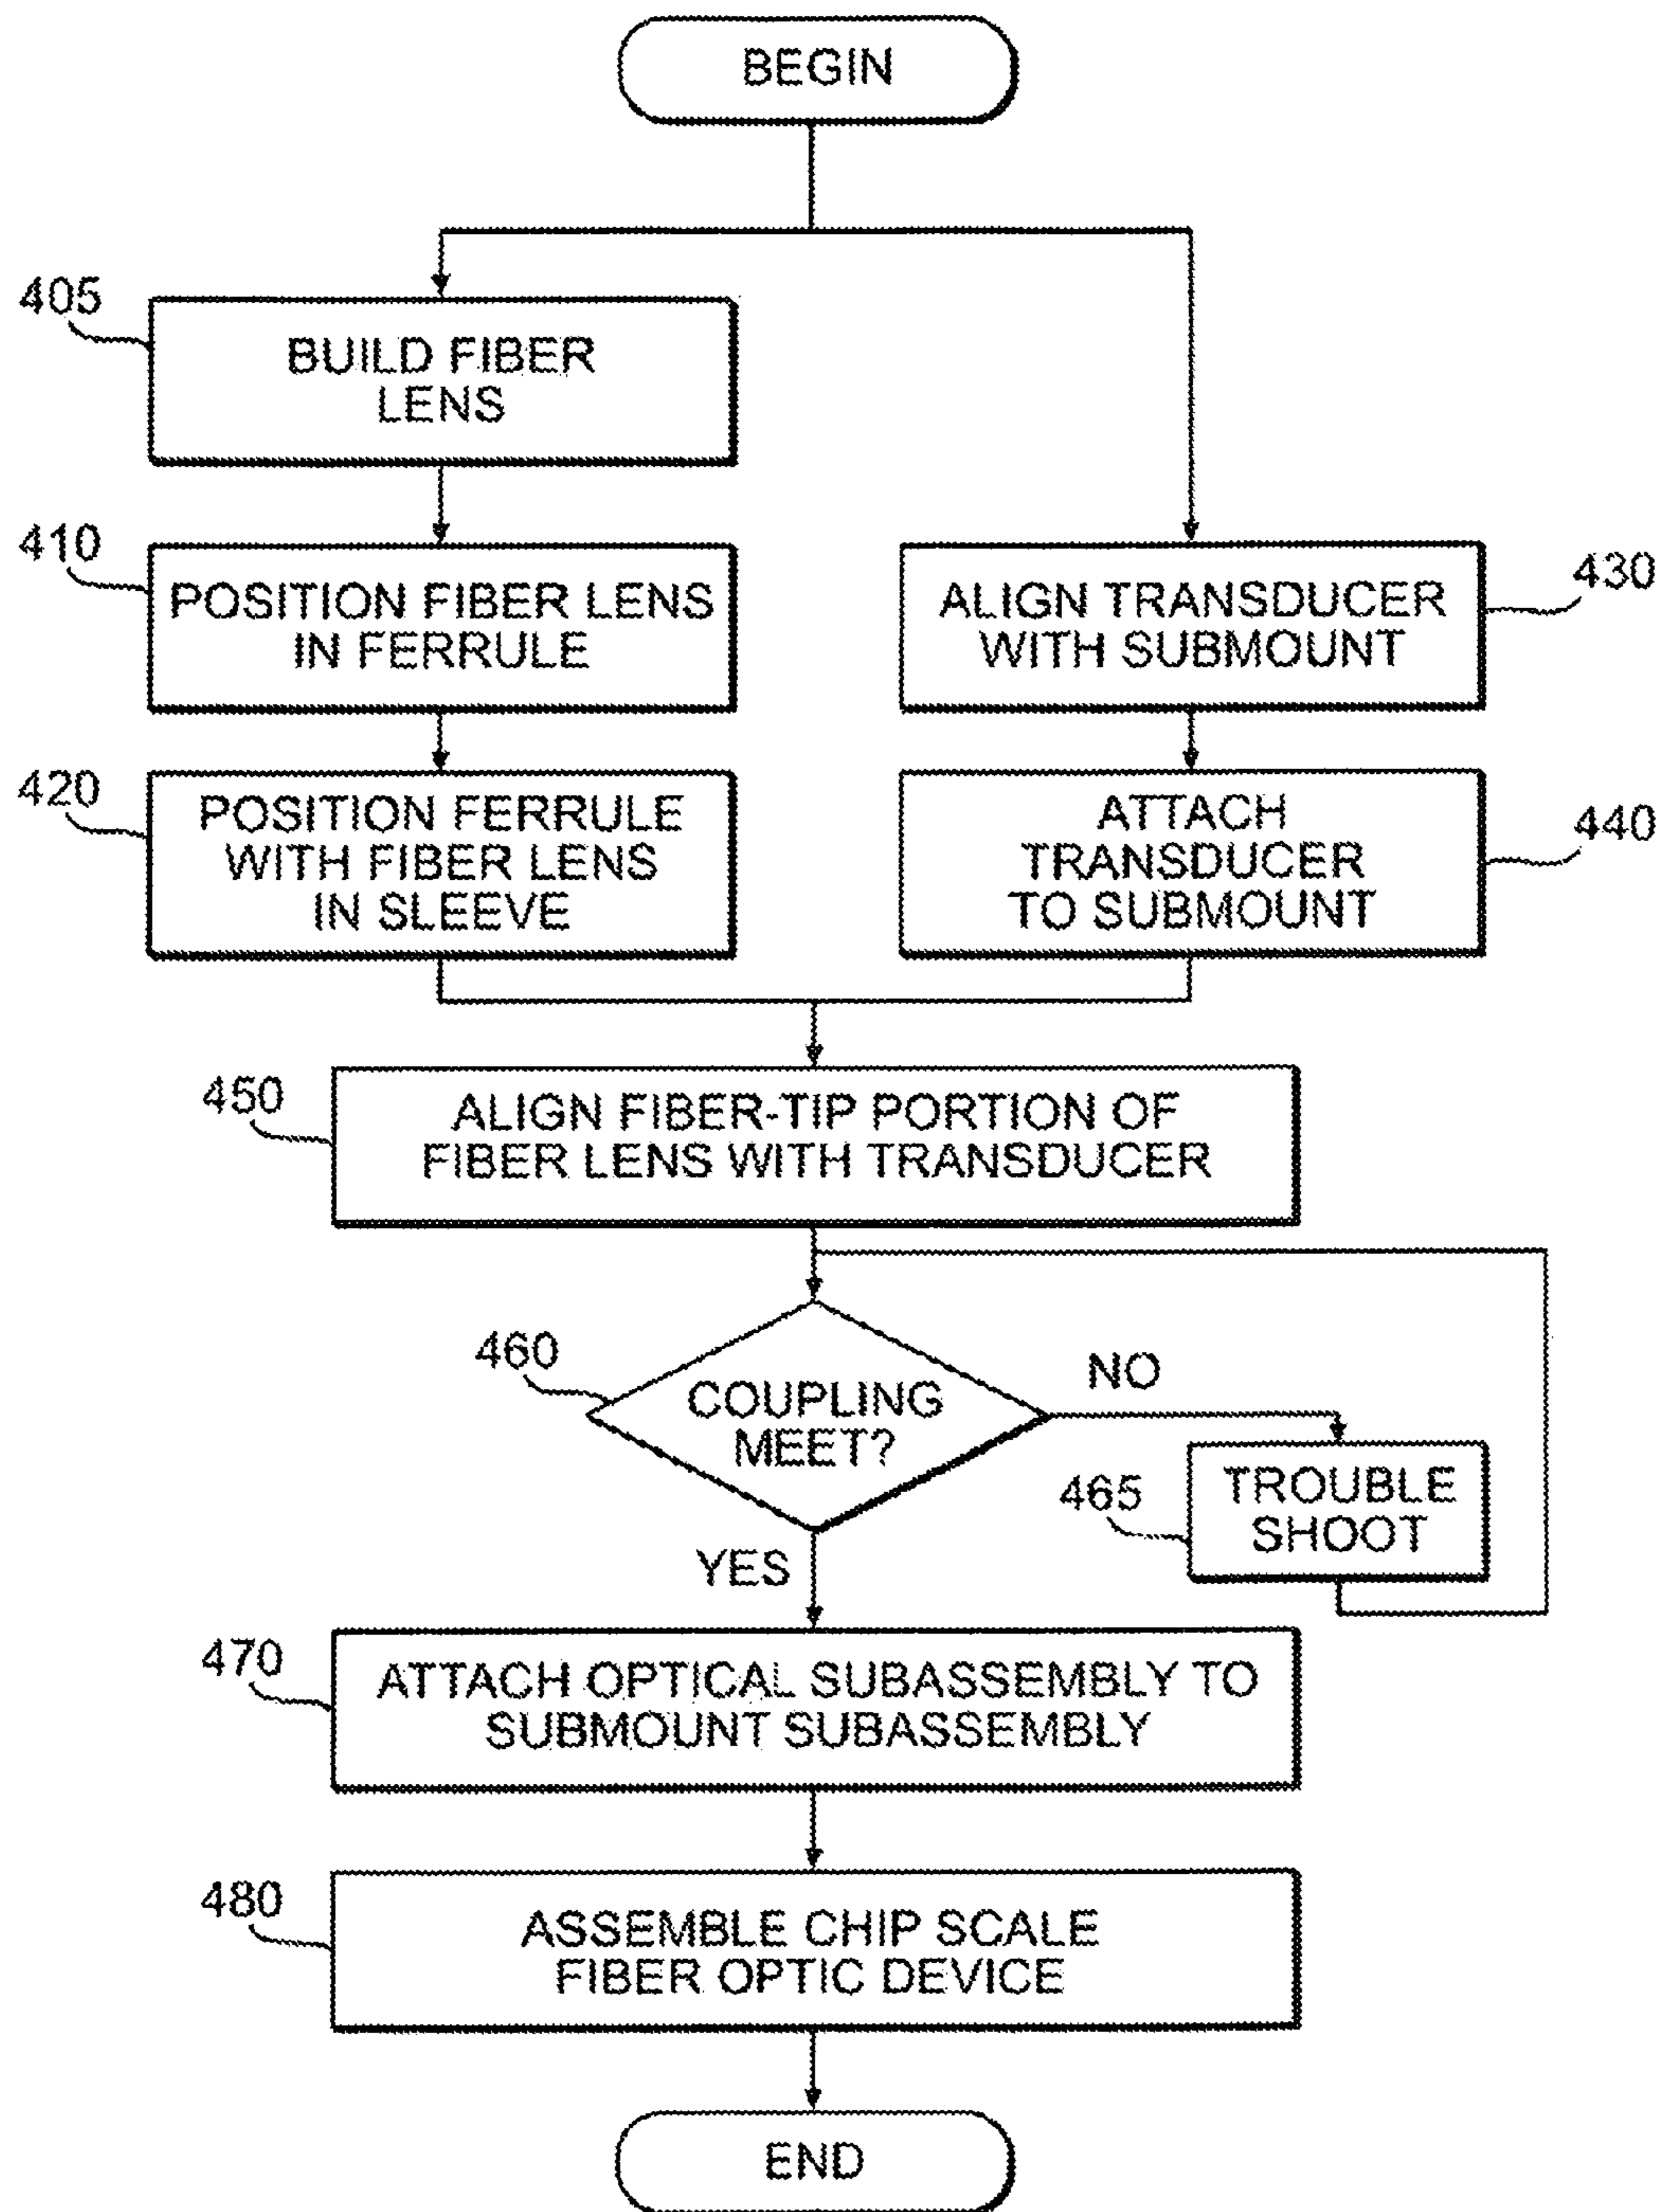 BEGIN
405
BUILD FIBER
LENS
410
POSITION FIBER LENS
IN FERRULE
430
ALIGN TRANSDUCER
WITH SUBMOUNT
420
POSITION FERRULE
WITH FIBER LENS
IN SLEEVE
440
ATTACH
TRANSDUCER
TO SUBMOUNT
450
ALIGN FIBER-TIP PORTION OF
FIBER LENS WITH TRANSDUCER
460
COUPLING
MEET?
NO
465
TROUBLE
SHOOT
YES
470
ATTACH OPTICAL SUBASSEMBLY TO
SUBMOUNT SUBASSEMBLY
480
ASSEMBLE CHIP SCALE
FIBER OPTIC DEVICE
END